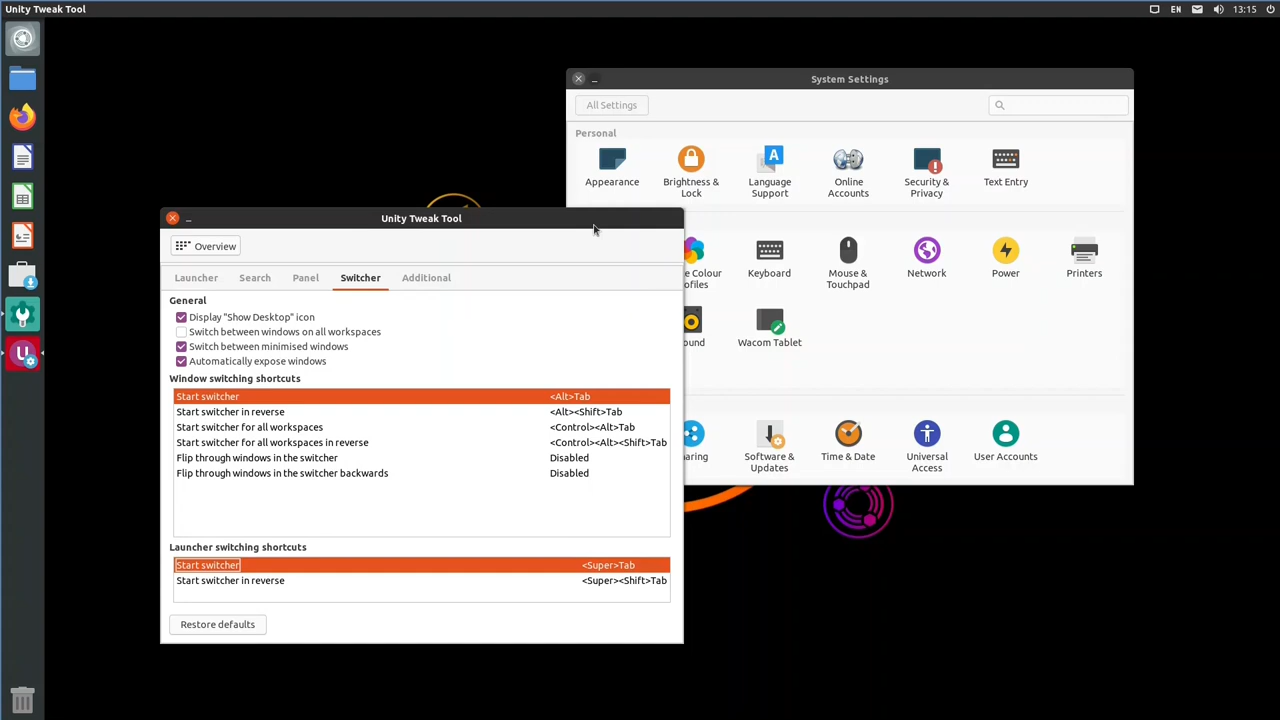 Unity Tweak Tool
EN
13:15
System Settings
All Settings
Personal
Appearance
Brightness &
Lock
Language
Support
Online
Accounts
Security &
Privacy
Text Entry
Colour
Keyboard
Mouse &
Touchpad
Network
Power
Printers
Wacom Tablet
Software &
Updates
Time & Date
Universal
Access
User Accounts
Unity Tweak Tool
Overview
Launcher
Search
Panel
Switcher
Additional
General
Display "Show Desktop" icon
Switch between windows on all workspaces
Switch between minimised windows
Automatically expose windows
Window switching shortcuts
Start switcher <Alt>Tab
Start switcher in reverse <Alt><Shift>Tab
Start switcher for all workspaces <Control><Alt>Tab
Start switcher for all workspaces in reverse <Control><Alt><Shift>Tab
Flip through windows in the switcher Disabled
Flip through windows in the switcher backwards Disabled
Launcher switching shortcuts
Start switcher <Super>Tab
Start switcher in reverse <Super><Shift>Tab
Restore defaults